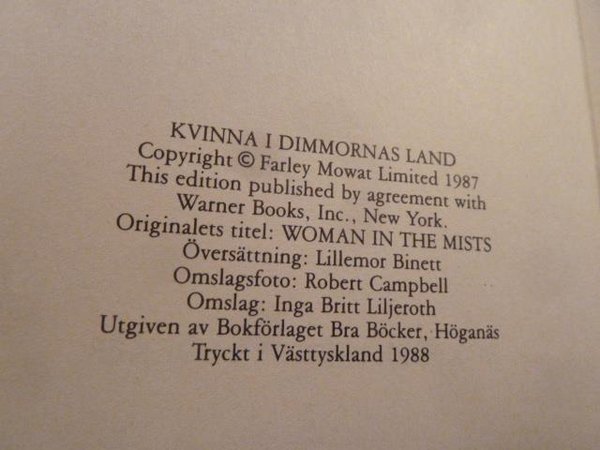 KVINNA I DIMMORNAS LAND
Copyright © Farley Mowat Limited 1987
This edition published by agreement with
Warner Books, Inc., New York.
Originalets titel: WOMAN IN THE MISTS
Översättning: Lillemor Binett
Omslagsfoto: Robert Campbell
Omslag: Inga Britt Liljeroth
Utgiven av Bokförlaget Bra Böcker, Höganäs
Tryckt i Västtyskland 1988